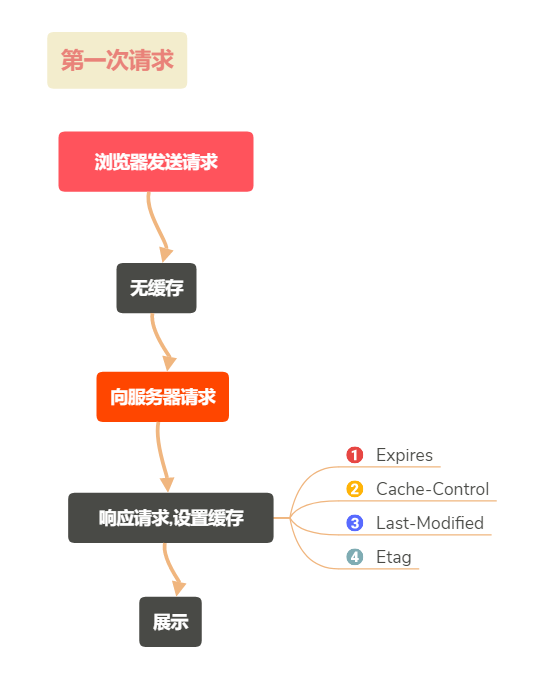 第一次请求
浏览器发送请求
无缓存
向服务器请求
响应请求,设置缓存
1 Expires
2 Cache-Control
3 Last-Modified
4 Etag
展示